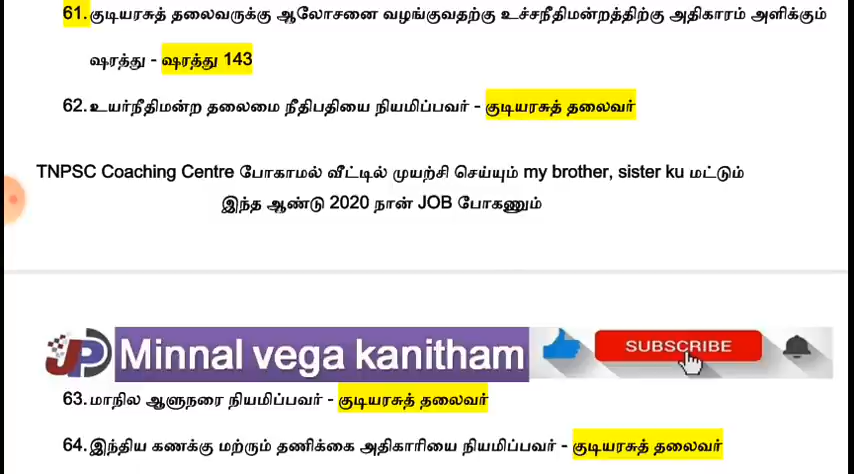 61. குடியரசுத் தலைவருக்கு ஆலோசனை வழங்குவதற்கு உச்சநீதிமன்றத்திற்கு அதிகாரம் அளிக்கும்
ஷரத்து - ஷரத்து 143
62. உயர்நீதிமன்ற தலைமை நீதிபதியை நியமிப்பவர் - குடியரசுத் தலைவர்
TNPSC Coaching Centre போகாமல் வீட்டில் முயற்சி செய்யும் my brother, sister ku மட்டும்
இந்த ஆண்டு 2020 நான் JOB போகணும்
JP Minnal vega kanitham SUBSCRIBE
63. மாநில ஆளுநரை நியமிப்பவர் - குடியரசுத் தலைவர்
64. இந்திய கணக்கு மற்றும் தணிக்கை அதிகாரியை நியமிப்பவர் - குடியரசுத் தலைவர்